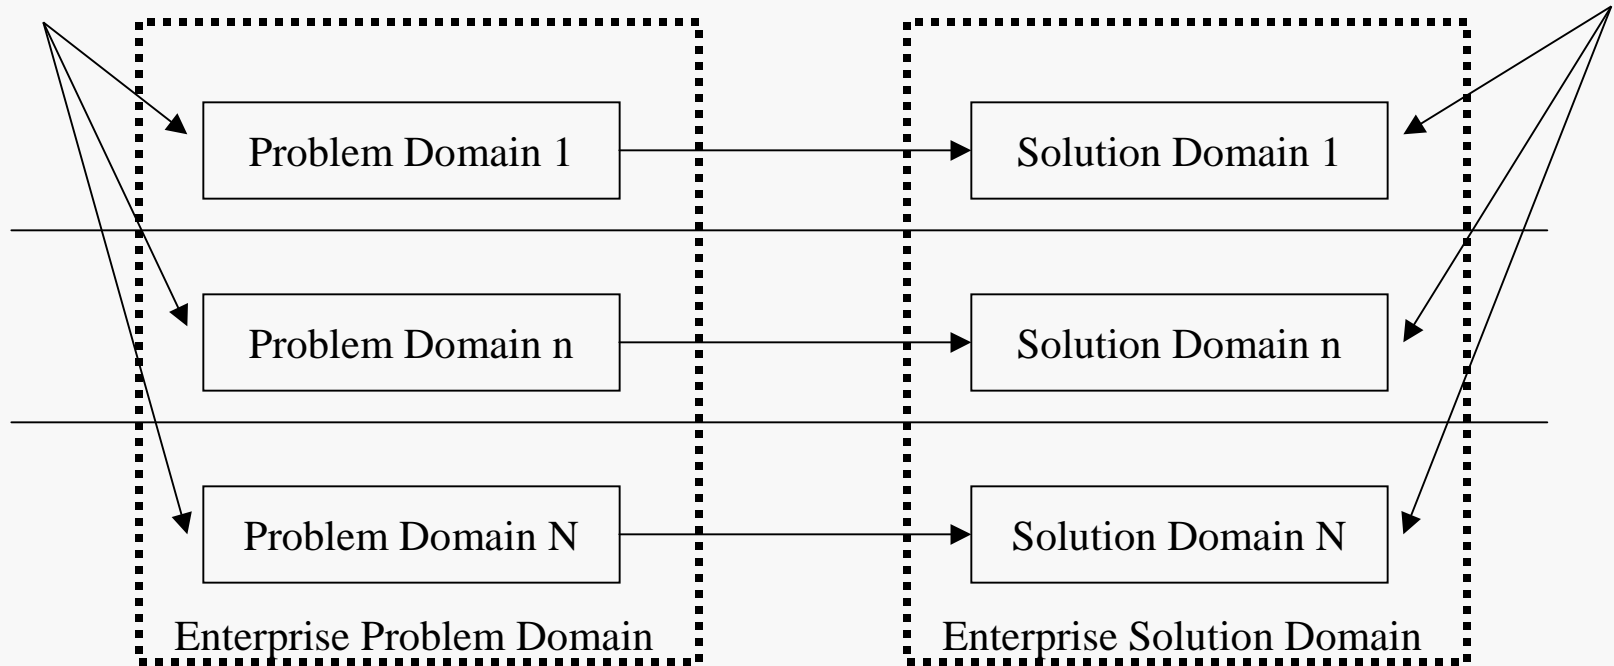 Problem Domain 1
Solution Domain 1
Problem Domain n
Solution Domain n
Problem Domain N
Solution Domain N
Enterprise Problem Domain
Enterprise Solution Domain